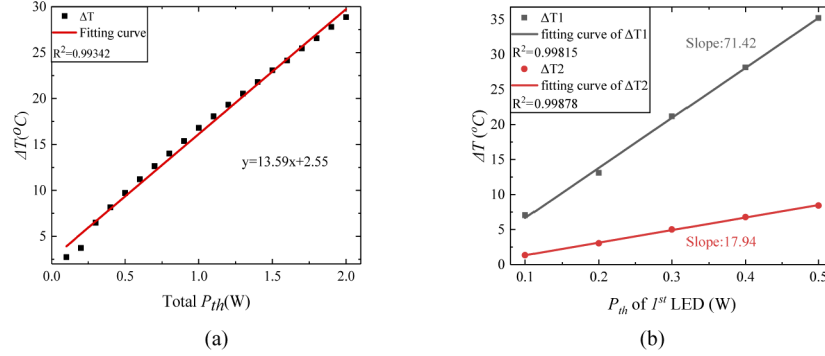 ΔT
Fitting curve
R²=0.99342
y=13.59x+2.55
ΔT(°C)
30
25
20
15
10
5
0.0
0.5
1.0
1.5
2.0
Total Pth(W)
(a)
ΔT1
fitting curve of ΔT1
R²=0.99815
ΔT2
fitting curve of ΔT2
R²=0.99878
Slope:71.42
Slope:17.94
ΔT (°C)
35
30
25
20
15
10
5
0
0.1
0.2
0.3
0.4
0.5
Pth of 1st LED (W)
(b)